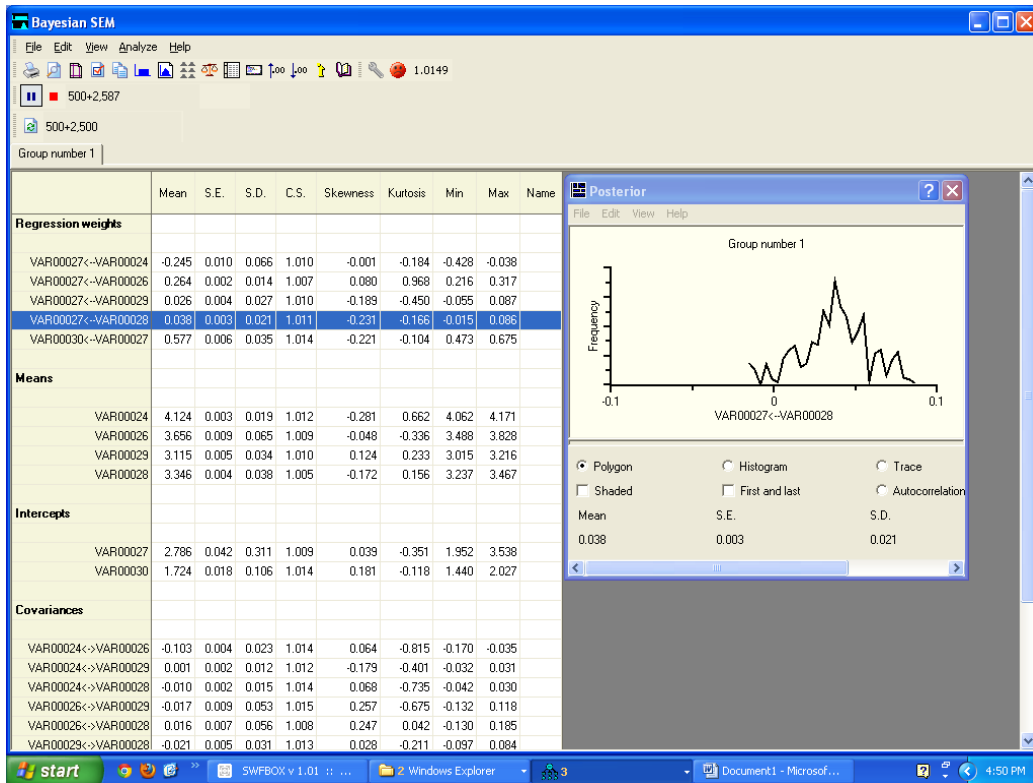 Bayesian SEM
File Edit View Analyze Help
1.0149
500+2,587
500+2,500
Group number 1
Mean S.E. S.D. C.S. Skewness Kurtosis Min Max Name
Regression weights
VAR00027<--VAR00024 -0.245 0.010 0.066 1.010 -0.001 -0.184 -0.428 -0.038
VAR00027<--VAR00026 0.264 0.002 0.014 1.007 0.080 0.968 0.216 0.317
VAR00027<--VAR00029 0.026 0.004 0.027 1.010 -0.189 -0.450 -0.055 0.087
VAR00027<--VAR00028 0.038 0.003 0.021 1.011 -0.231 -0.166 -0.015 0.086
VAR00030<--VAR00027 0.577 0.006 0.035 1.014 -0.221 -0.104 0.473 0.675
Means
VAR00024 4.124 0.003 0.019 1.012 -0.281 0.662 4.062 4.171
VAR00026 3.656 0.009 0.065 1.009 -0.048 -0.336 3.488 3.828
VAR00029 3.115 0.005 0.034 1.010 0.124 0.233 3.015 3.216
VAR00028 3.346 0.004 0.038 1.005 -0.172 0.156 3.237 3.467
Intercepts
VAR00027 2.786 0.042 0.311 1.009 0.039 -0.351 1.952 3.538
VAR00030 1.724 0.018 0.106 1.014 0.181 -0.118 1.440 2.027
Covariances
VAR00024<->VAR00026 -0.103 0.004 0.023 1.014 0.064 -0.815 -0.170 -0.035
VAR00024<->VAR00029 0.001 0.002 0.012 1.012 -0.179 -0.401 -0.032 0.031
VAR00024<->VAR00028 -0.010 0.002 0.015 1.014 0.068 -0.735 -0.042 0.030
VAR00026<->VAR00029 -0.017 0.009 0.053 1.015 0.257 -0.675 -0.132 0.118
VAR00026<->VAR00028 0.016 0.007 0.056 1.008 0.247 0.042 -0.130 0.185
VAR00029<->VAR00028 -0.021 0.005 0.031 1.013 0.028 -0.211 -0.097 0.084
Posterior
File Edit View Help
Group number 1
Frequency
-0.1 0 0.1
VAR00027<--VAR00028
Polygon Histogram Trace
Shaded First and last Autocorrelation
Mean S.E. S.D.
0.038 0.003 0.021
start
SWFBOX v 1.01 :: ...
2 Windows Explorer
3
Document1 - Microsof...
4:50 PM